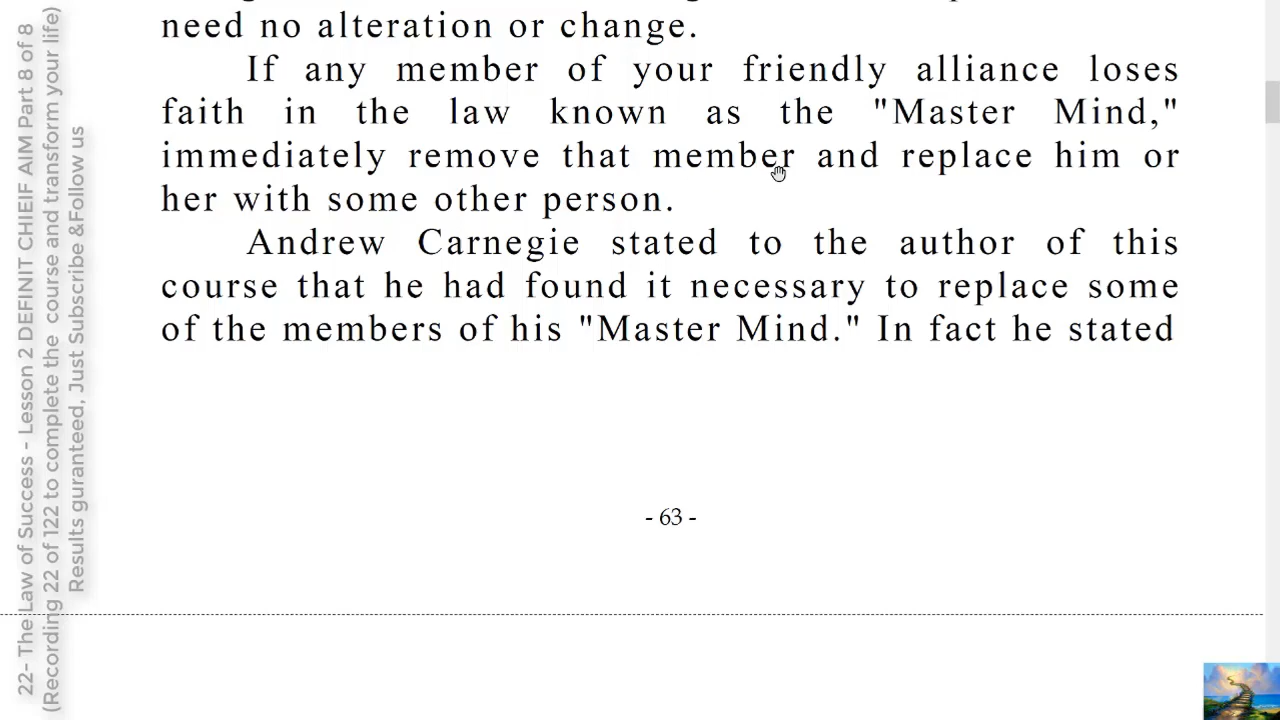 need no alteration or change.
If any member of your friendly alliance loses
faith in the law known as the "Master Mind,"
immediately remove that member and replace him or
her with some other person.
Andrew Carnegie stated to the author of this
course that he had found it necessary to replace some
of the members of his "Master Mind." In fact he stated
- 63 -
22- The Law of Success - Lesson 2 DEFINIT CHIEIF AIM Part 8 of 8
(Recording 22 of 122 to complete the course and transform your life)
Results guranteed, Just Subscribe &Follow us